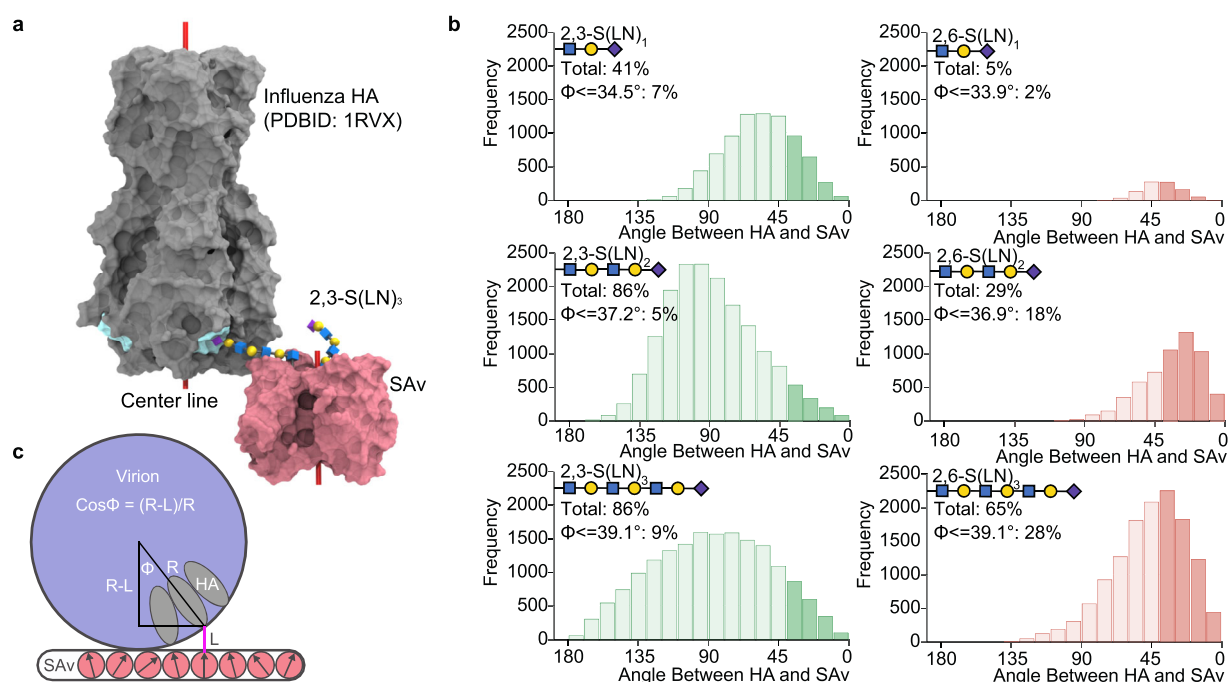 a
Influenza HA
(PDBID: 1RVX)
2,3-S(LN)₃
SAv
Center line
b
2,3-S(LN)₁
Total: 41%
Φ<=34.5°: 7%
Frequency
2500
2000
1500
1000
500
0
180 135 90 45 0
Angle Between HA and SAv
2,6-S(LN)₁
Total: 5%
Φ<=33.9°: 2%
Frequency
2500
2000
1500
1000
500
0
180 135 90 45 0
Angle Between HA and SAv
2,3-S(LN)₂
Total: 86%
Φ<=37.2°: 5%
Frequency
2500
2000
1500
1000
500
0
180 135 90 45 0
Angle Between HA and SAv
2,6-S(LN)₂
Total: 29%
Φ<=36.9°: 18%
Frequency
2500
2000
1500
1000
500
0
180 135 90 45 0
Angle Between HA and SAv
2,3-S(LN)₃
Total: 86%
Φ<=39.1°: 9%
Frequency
2500
2000
1500
1000
500
0
180 135 90 45 0
Angle Between HA and SAv
2,6-S(LN)₃
Total: 65%
Φ<=39.1°: 28%
Frequency
2500
2000
1500
1000
500
0
180 135 90 45 0
Angle Between HA and SAv
c
Virion
CosΦ = (R-L)/R
Φ
R
HA
R-L
L
SAv